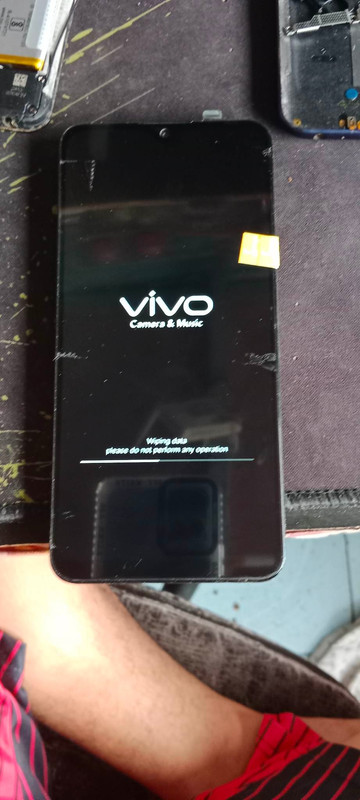 vivo
Camera & Music
Wiping data
please do not perform any operation